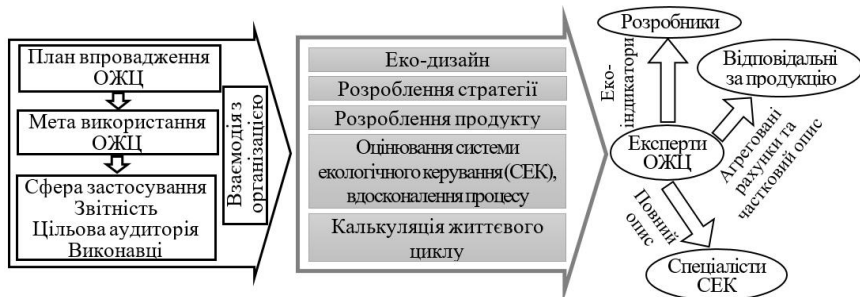 План впровадження
ОЖЦ
Мета використання
ОЖЦ
Сфера застосування
Звітність
Цільова аудиторія
Виконавці
Взаємодія з
організацією
Еко-дизайн
Розроблення стратегії
Розроблення продукту
Оцінювання системи
екологічного керування (СЕК),
вдосконалення процесу
Калькуляція життєвого
циклу
Розробники
Еко-
індикатори
Відповідальні
за продукцію
Експерти
ОЖЦ
Агреговані
рахунки та
частковий опис
Повний
опис
Спеціалісти
СЕК